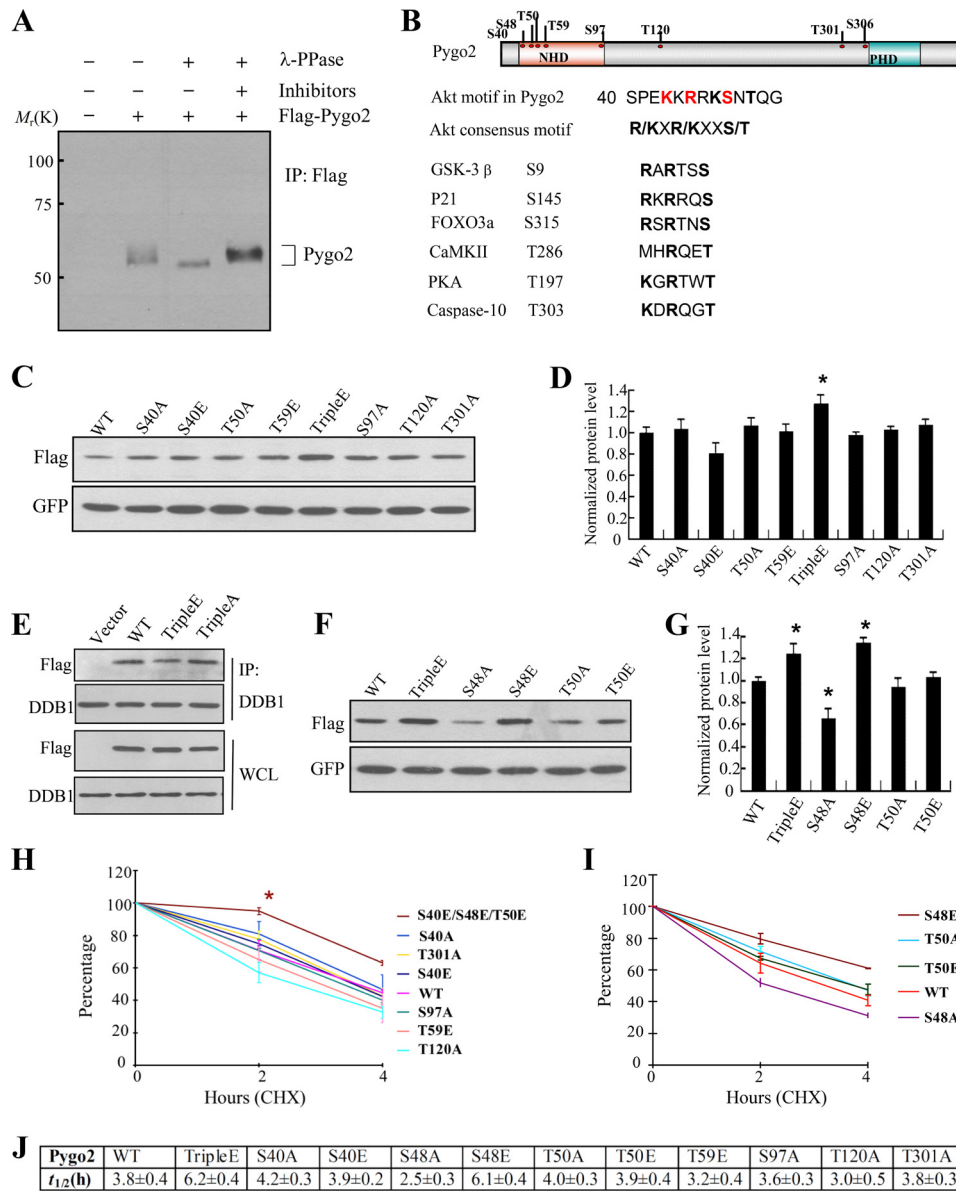 A
– – + + λ-PPase
– – – + Inhibitors
Mr(K) – + + + Flag-Pygo2
100
75
50
IP: Flag
Pygo2
B
S40 S48 T50 T59 S97 T120 T301 S306
Pygo2 NHD PHD
Akt motif in Pygo2 40 SPEKKRRKSNTQG
Akt consensus motif R/KXR/KXXS/T
GSK-3 β S9 RARTSS
P21 S145 RKRRQS
FOXO3a S315 RSRTNS
CaMKII T286 MHRQET
PKA T197 KGRTWT
Caspase-10 T303 KDRQGT
C
WT S40A S40E T50A T59E TripleE S97A T120A T301A
Flag
GFP
D
Normalized protein level
1.4
1.2
1.0
0.8
0.6
0.4
0.2
0
*
WT S40A S40E T50A T59E TripleE S97A T120A T301A
E
Vector WT TripleE TripleA
Flag
DDB1
IP:
DDB1
Flag
DDB1
WCL
F
WT TripleE S48A S48E T50A T50E
Flag
GFP
G
Normalized protein level
1.4
1.2
1.0
0.8
0.6
0.4
0.2
0
* * *
WT TripleE S48A S48E T50A T50E
H
Percentage
120
100
80
60
40
20
0
*
0 2 4
Hours (CHX)
S40E/S48E/T50E
S40A
T301A
S40E
WT
S97A
T59E
T120A
I
Percentage
120
100
80
60
40
20
0
0 2 4
Hours (CHX)
S48E
T50A
T50E
WT
S48A
J
Pygo2 WT TripleE S40A S40E S48A S48E T50A T50E T59E S97A T120A T301A
t1/2(h) 3.8±0.4 6.2±0.4 4.2±0.3 3.9±0.2 2.5±0.3 6.1±0.4 4.0±0.3 3.9±0.4 3.2±0.4 3.6±0.3 3.0±0.5 3.8±0.3